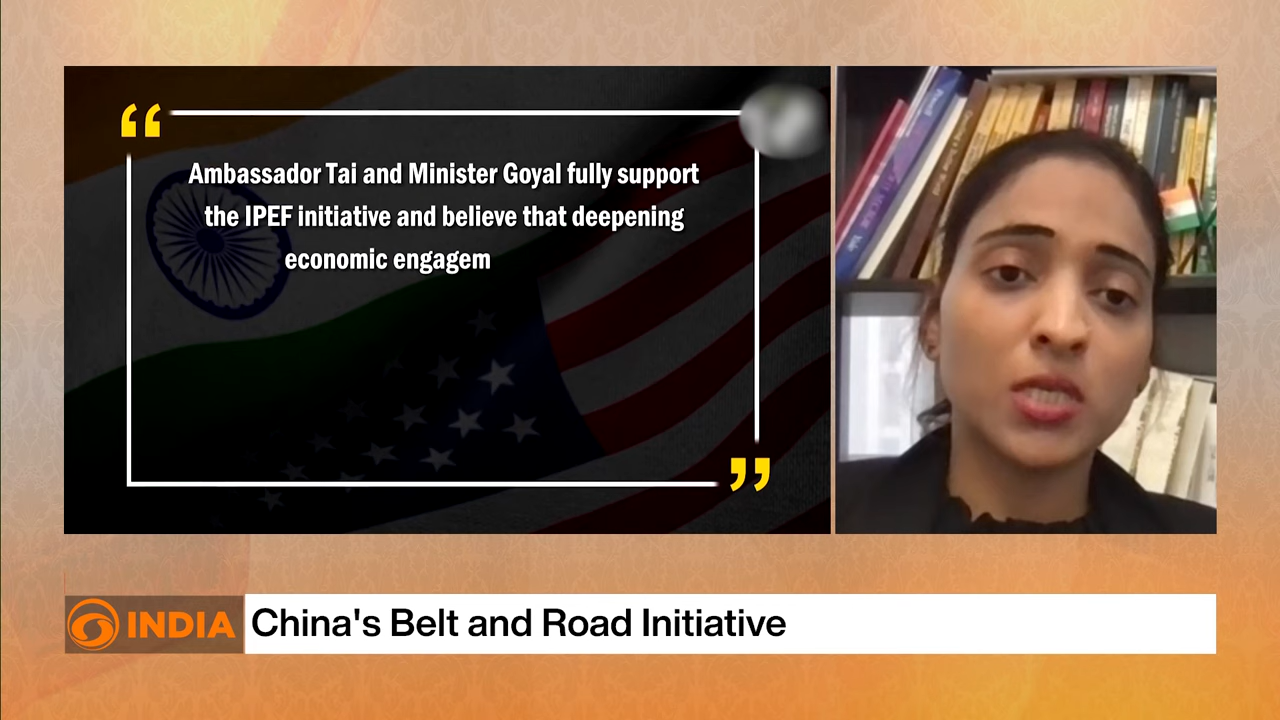 “
Ambassador Tai and Minister Goyal fully support
the IPEF initiative and believe that deepening
economic engagem
”
INDIA
China's Belt and Road Initiative